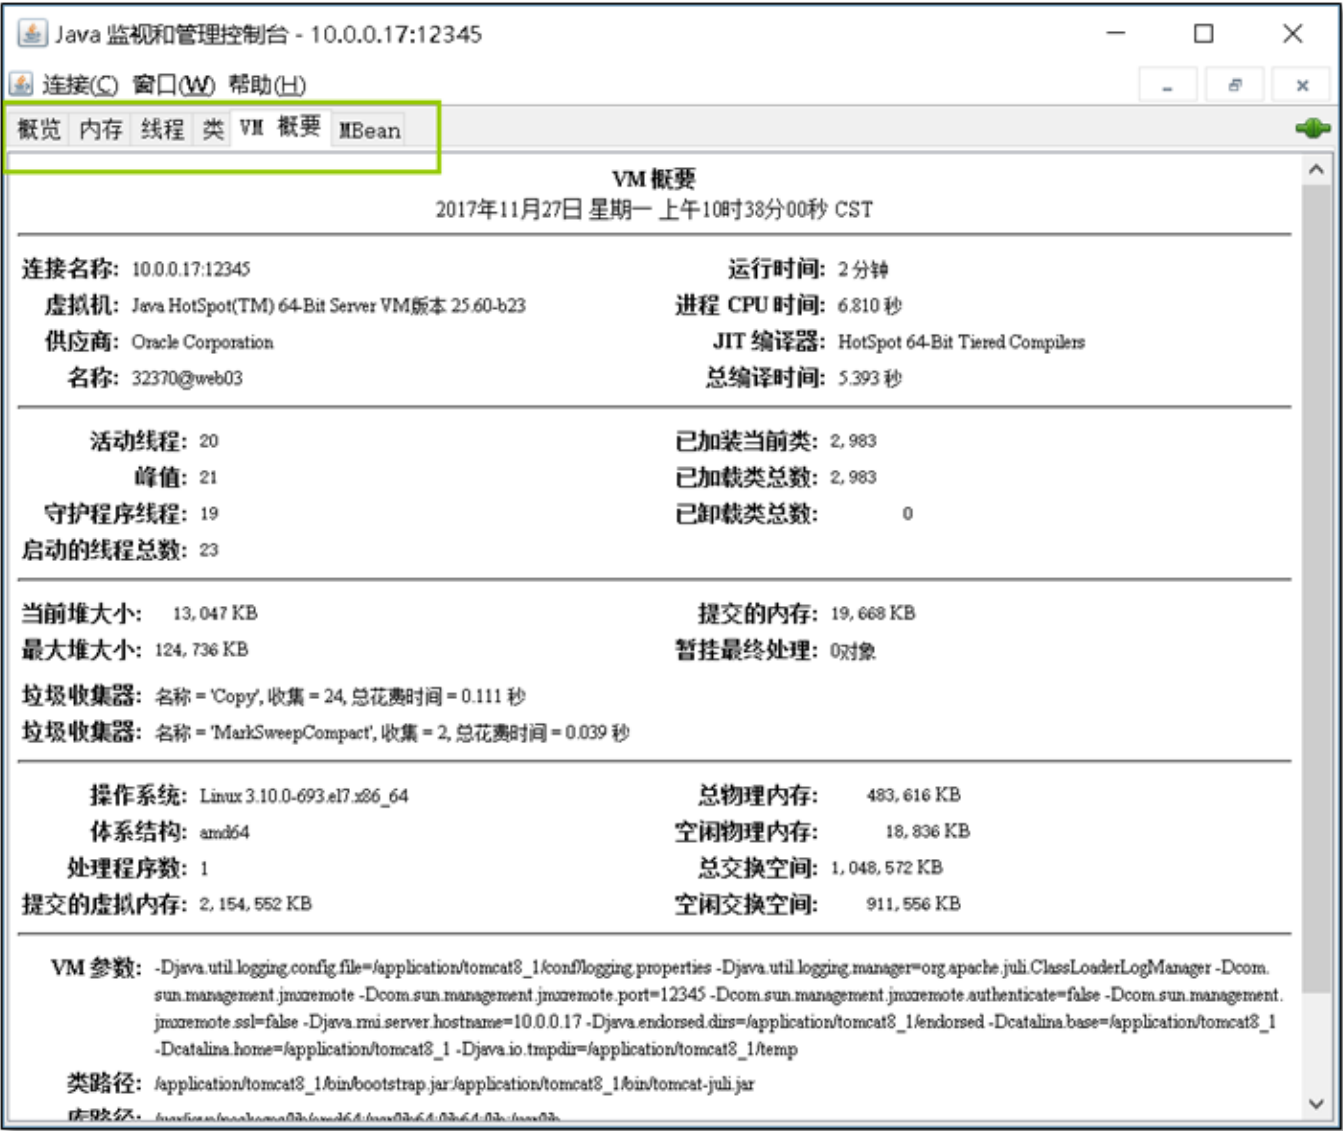 Java 监视和管理控制台 - 10.0.0.17:12345
连接(C) 窗口(W) 帮助(H)
概览 内存 线程 类 VM 概要 MBean
VM 概要
2017年11月27日 星期一 上午10时38分00秒 CST
连接名称: 10.0.0.17:12345 运行时间: 2 分钟
虚拟机: Java HotSpot(TM) 64-Bit Server VM版本 25.60-b23 进程 CPU 时间: 6.810 秒
供应商: Oracle Corporation JIT 编译器: HotSpot 64-Bit Tiered Compilers
名称: 32370@web03 总编译时间: 5.393 秒
活动线程: 20 已加装当前类: 2,983
峰值: 21 已加载类总数: 2,983
守护程序线程: 19 已卸载类总数: 0
启动的线程总数: 23
当前堆大小: 13,047 KB 提交的内存: 19,668 KB
最大堆大小: 124,736 KB 暂挂最终处理: 0对象
垃圾收集器: 名称 = 'Copy', 收集 = 24, 总花费时间 = 0.111 秒
垃圾收集器: 名称 = 'MarkSweepCompact', 收集 = 2, 总花费时间 = 0.039 秒
操作系统: Linux 3.10.0-693.el7.x86_64 总物理内存: 483,616 KB
体系结构: amd64 空闲物理内存: 18,836 KB
处理程序数: 1 总交换空间: 1,048,572 KB
提交的虚拟内存: 2,154,552 KB 空闲交换空间: 911,556 KB
VM 参数: -Djava.util.logging.config.file=/application/tomcat8_1/conf/logging.properties -Djava.util.logging.manager=org.apache.juli.ClassLoaderLogManager -Dcom.
sun.management.jmxremote -Dcom.sun.management.jmxremote.port=12345 -Dcom.sun.management.jmxremote.authenticate=false -Dcom.sun.management.
jmxremote.ssl=false -Djava.rmi.server.hostname=10.0.0.17 -Djava.endorsed.dirs=/application/tomcat8_1/endorsed -Dcatalina.base=/application/tomcat8_1
-Dcatalina.home=/application/tomcat8_1 -Djava.io.tmpdir=/application/tomcat8_1/temp
类路径: /application/tomcat8_1/bin/bootstrap.jar:/application/tomcat8_1/bin/tomcat-juli.jar
库路径: /usr/java/packages/lib/amd64:/usr/lib64:/lib64:/lib:/usr/lib